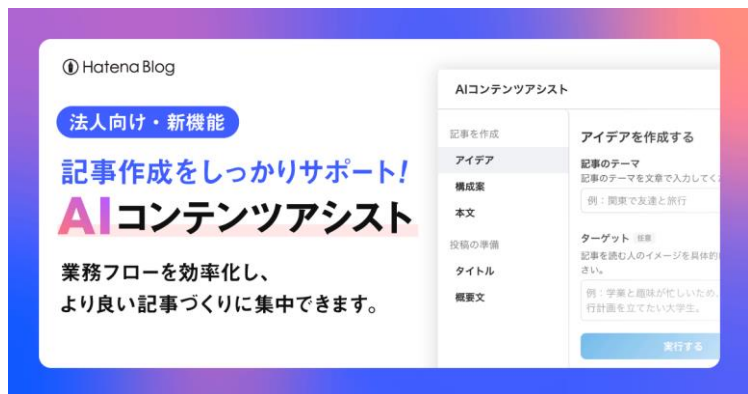 Hatena Blog
法人向け・新機能
記事作成をしっかりサポート!
AIコンテンツアシスト
業務フローを効率化し、
より良い記事づくりに集中できます。
AIコンテンツアシスト
記事を作成
アイデア
構成案
本文
投稿の準備
タイトル
概要文
アイデアを作成する
記事のテーマ
記事のテーマを文章で入力してく
例：関東で友達と旅行
ターゲット 任意
記事を読む人のイメージを具体的
さい。
例：学業と趣味が忙しいため、
行計画を立てたい大学生。
実行する